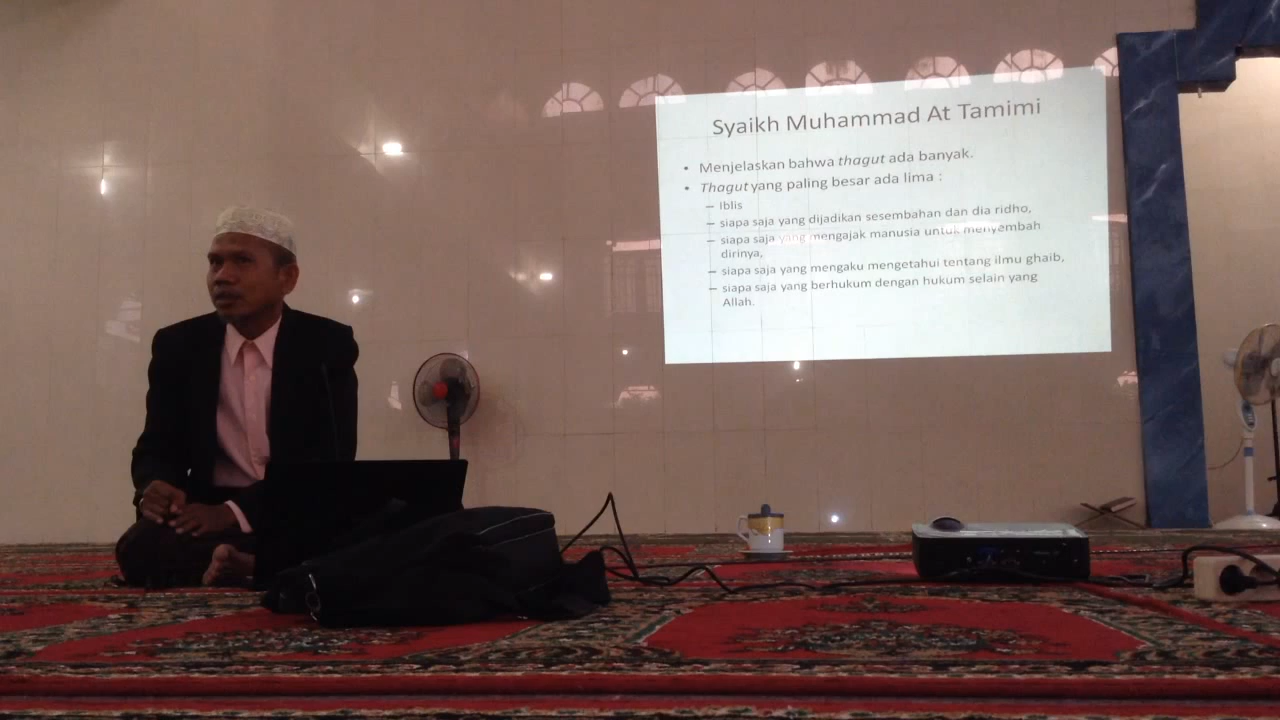 Syaikh Muhammad At Tamimi
• Menjelaskan bahwa thagut ada banyak.
• Thagut yang paling besar ada lima :
– Iblis
– siapa saja yang dijadikan sesembahan dan dia ridho,
– siapa saja yang mengajak manusia untuk menyembah
dirinya,
– siapa saja yang mengaku mengetahui tentang ilmu ghaib,
– siapa saja yang berhukum dengan hukum selain yang
Allah.